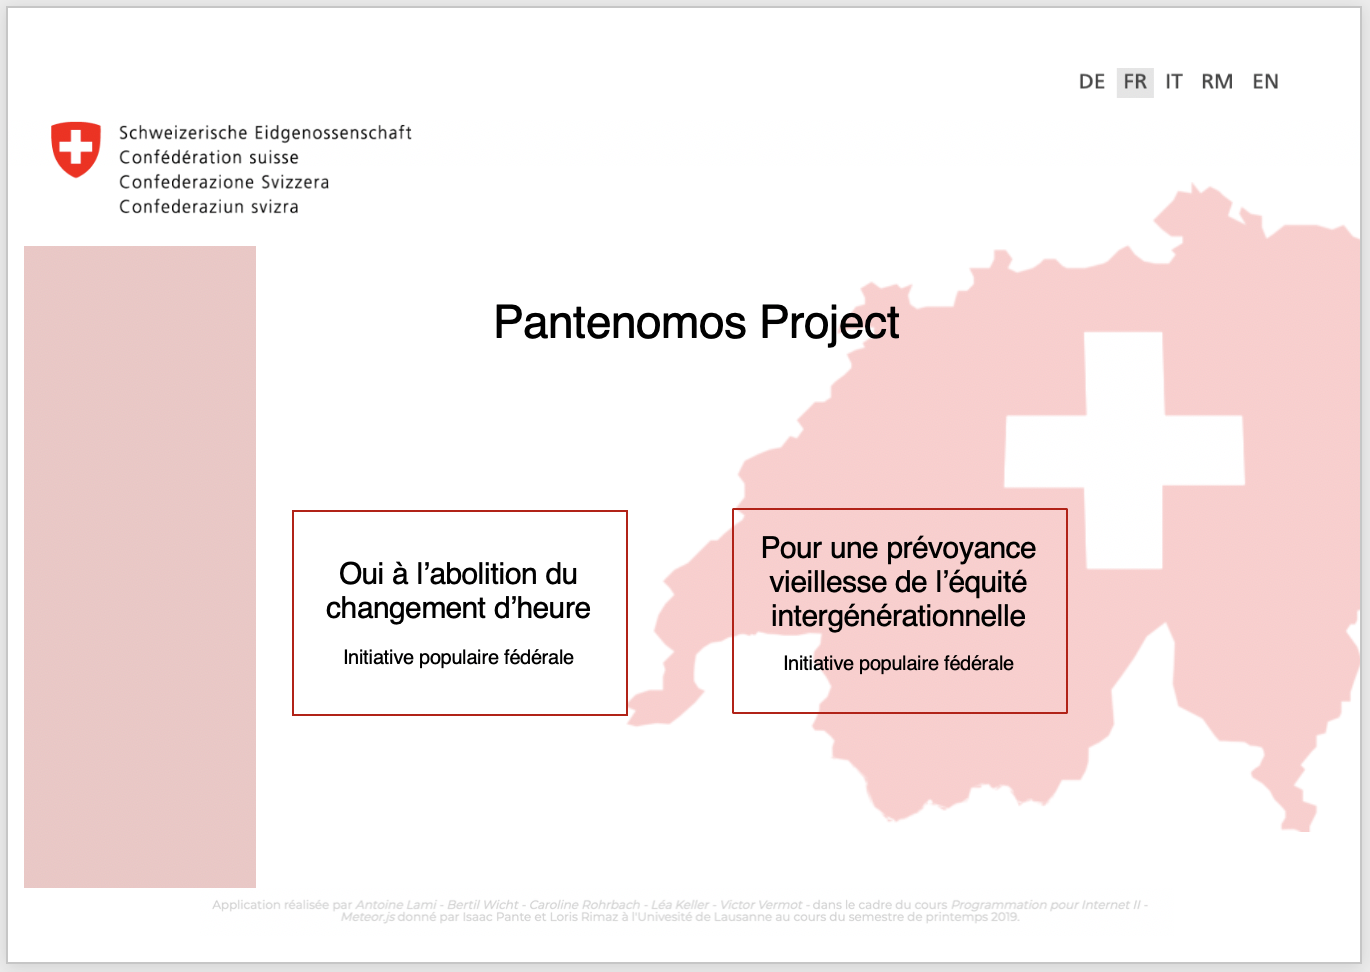 DE FR IT RM EN
Schweizerische Eidgenossenschaft
Confédération suisse
Confederazione Svizzera
Confederaziun svizra
Pantenomos Project
Oui à l’abolition du
changement d’heure
Initiative populaire fédérale
Pour une prévoyance
vieillesse de l’équité
intergénérationnelle
Initiative populaire fédérale
Application réalisée par Antoine Lami - Bertil Wicht - Caroline Rohrbach - Léa Keller - Victor Vermot - dans le cadre du cours Programmation pour Internet II -
Meteor.js donné par Isaac Pante et Loris Rimaz à l'Univesité de Lausanne au cours du semestre de printemps 2019.